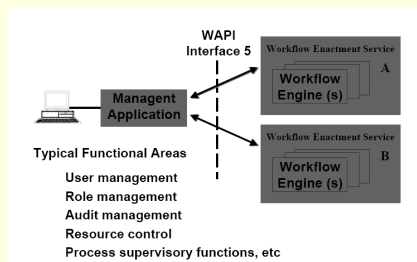 WAPI
Interface 5
Workflow Enactment Service
A
Workflow
Engine (s)
Managent
Application
Workflow Enactment Service
B
Workflow
Engine (s)
Typical Functional Areas
User management
Role management
Audit management
Resource control
Process supervisory functions, etc